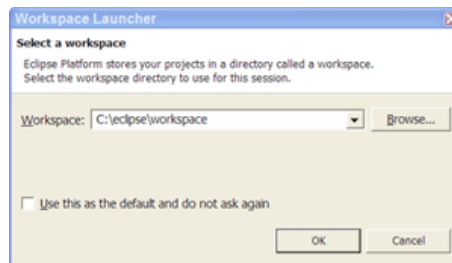 Workspace Launcher
Select a workspace
Eclipse Platform stores your projects in a directory called a workspace.
Select the workspace directory to use for this session.
Workspace: C:\eclipse\workspace Browse...
Use this as the default and do not ask again
OK Cancel